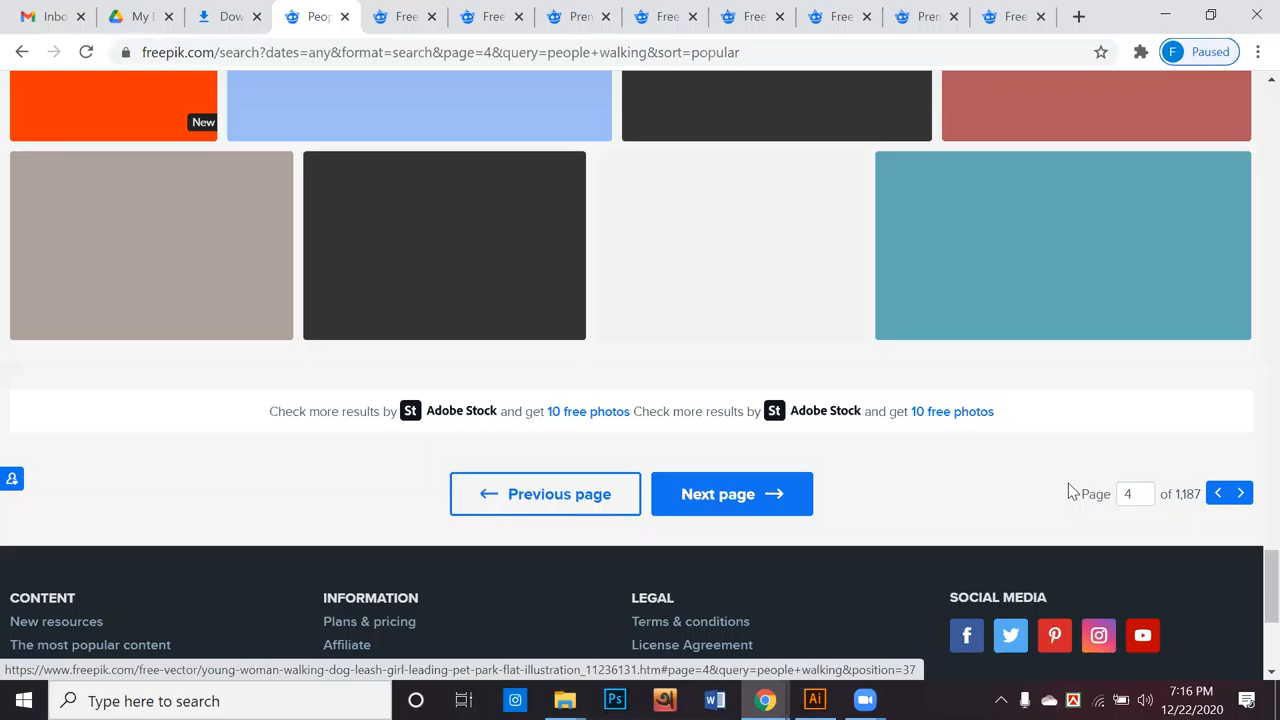 Inbo
My D
Dow
Peop
Free
Free
Pren
Free
Free
Free
Pren
Free
freepik.com/search?dates=any&format=search&page=4&query=people+walking&sort=popular
F Paused
New
Check more results by St Adobe Stock and get 10 free photos Check more results by St Adobe Stock and get 10 free photos
← Previous page
Next page →
Page 4 of 1,187
CONTENT
New resources
The most popular content
INFORMATION
Plans & pricing
Affiliate
LEGAL
Terms & conditions
License Agreement
SOCIAL MEDIA
https://www.freepik.com/free-vector/young-woman-walking-dog-leash-girl-leading-pet-park-flat-illustration_11236131.htm#page=4&query=people+walking&position=37
Type here to search
Ps
Ai
7:16 PM
12/22/2020